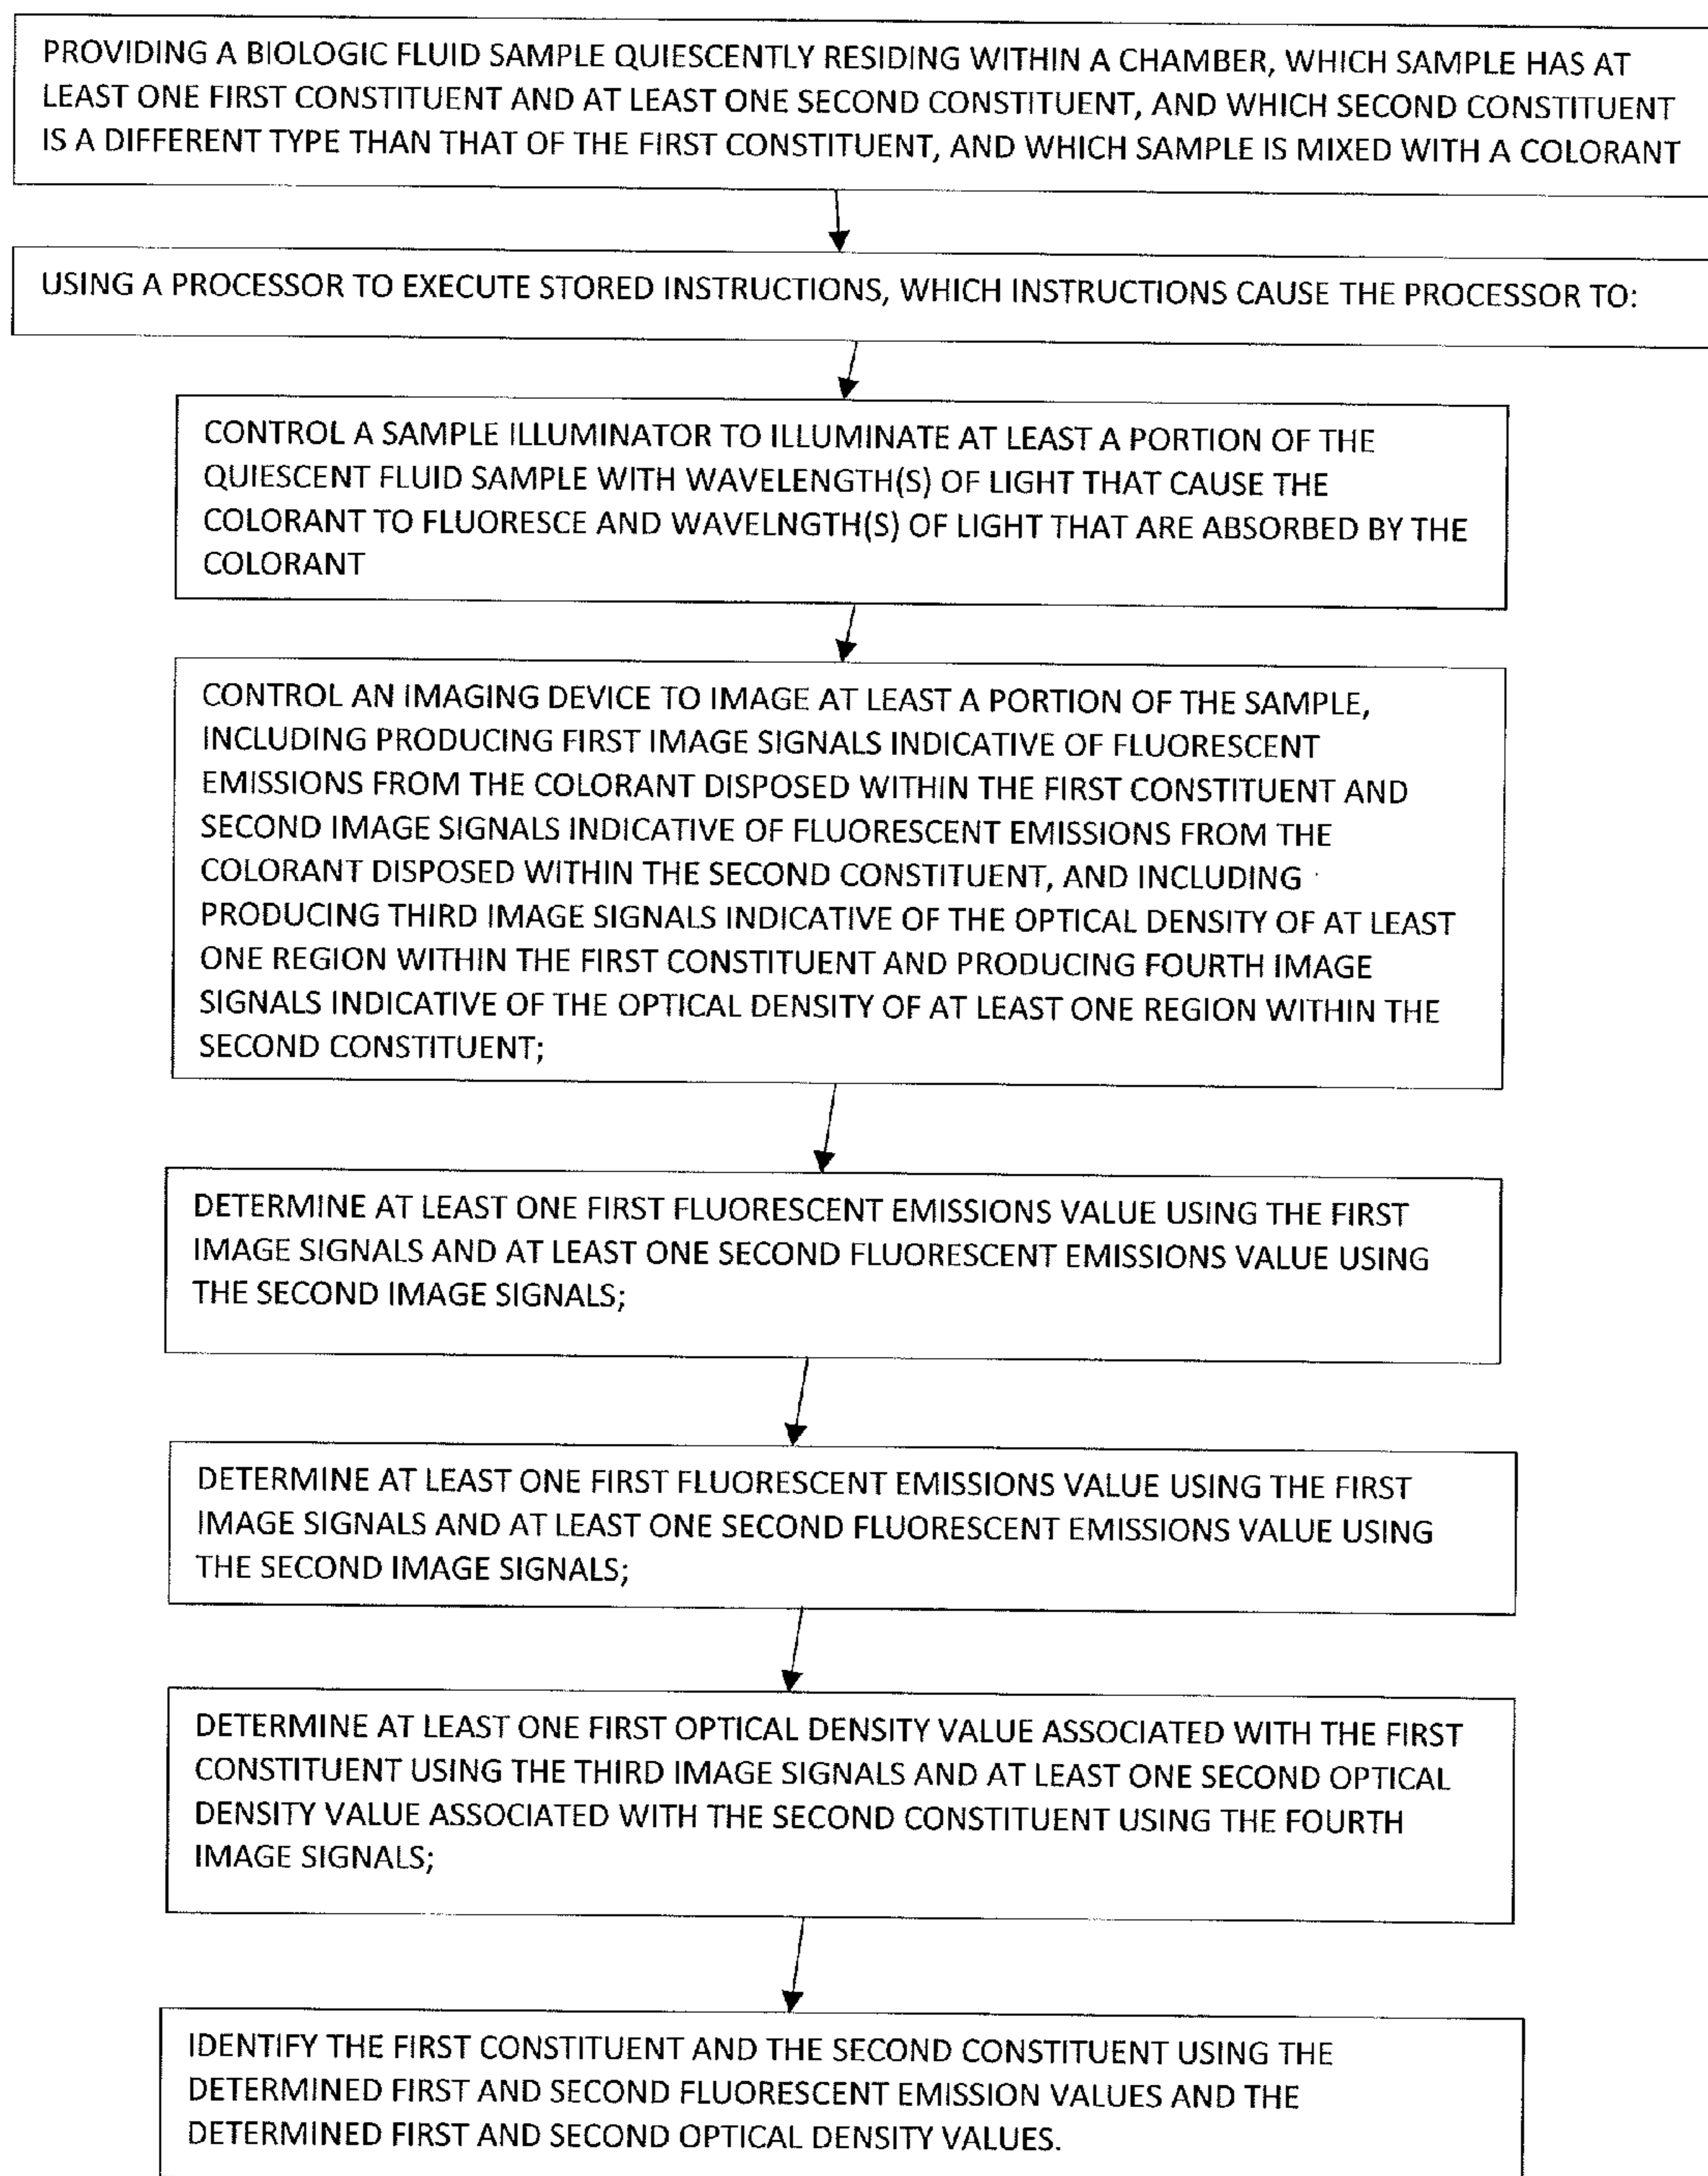 PROVIDING A BIOLOGIC FLUID SAMPLE QUIESCENTLY RESIDING WITHIN A CHAMBER, WHICH SAMPLE HAS AT
LEAST ONE FIRST CONSTITUENT AND AT LEAST ONE SECOND CONSTITUENT, AND WHICH SECOND CONSTITUENT
IS A DIFFERENT TYPE THAN THAT OF THE FIRST CONSTITUENT, AND WHICH SAMPLE IS MIXED WITH A COLORANT
USING A PROCESSOR TO EXECUTE STORED INSTRUCTIONS, WHICH INSTRUCTIONS CAUSE THE PROCESSOR TO:
CONTROL A SAMPLE ILLUMINATOR TO ILLUMINATE AT LEAST A PORTION OF THE
QUIESCENT FLUID SAMPLE WITH WAVELENGTH(S) OF LIGHT THAT CAUSE THE
COLORANT TO FLUORESCE AND WAVELNGTH(S) OF LIGHT THAT ARE ABSORBED BY THE
COLORANT
CONTROL AN IMAGING DEVICE TO IMAGE AT LEAST A PORTION OF THE SAMPLE,
INCLUDING PRODUCING FIRST IMAGE SIGNALS INDICATIVE OF FLUORESCENT
EMISSIONS FROM THE COLORANT DISPOSED WITHIN THE FIRST CONSTITUENT AND
SECOND IMAGE SIGNALS INDICATIVE OF FLUORESCENT EMISSIONS FROM THE
COLORANT DISPOSED WITHIN THE SECOND CONSTITUENT, AND INCLUDING
PRODUCING THIRD IMAGE SIGNALS INDICATIVE OF THE OPTICAL DENSITY OF AT LEAST
ONE REGION WITHIN THE FIRST CONSTITUENT AND PRODUCING FOURTH IMAGE
SIGNALS INDICATIVE OF THE OPTICAL DENSITY OF AT LEAST ONE REGION WITHIN THE
SECOND CONSTITUENT;
DETERMINE AT LEAST ONE FIRST FLUORESCENT EMISSIONS VALUE USING THE FIRST
IMAGE SIGNALS AND AT LEAST ONE SECOND FLUORESCENT EMISSIONS VALUE USING
THE SECOND IMAGE SIGNALS;
DETERMINE AT LEAST ONE FIRST FLUORESCENT EMISSIONS VALUE USING THE FIRST
IMAGE SIGNALS AND AT LEAST ONE SECOND FLUORESCENT EMISSIONS VALUE USING
THE SECOND IMAGE SIGNALS;
DETERMINE AT LEAST ONE FIRST OPTICAL DENSITY VALUE ASSOCIATED WITH THE FIRST
CONSTITUENT USING THE THIRD IMAGE SIGNALS AND AT LEAST ONE SECOND OPTICAL
DENSITY VALUE ASSOCIATED WITH THE SECOND CONSTITUENT USING THE FOURTH
IMAGE SIGNALS;
IDENTIFY THE FIRST CONSTITUENT AND THE SECOND CONSTITUENT USING THE
DETERMINED FIRST AND SECOND FLUORESCENT EMISSION VALUES AND THE
DETERMINED FIRST AND SECOND OPTICAL DENSITY VALUES.